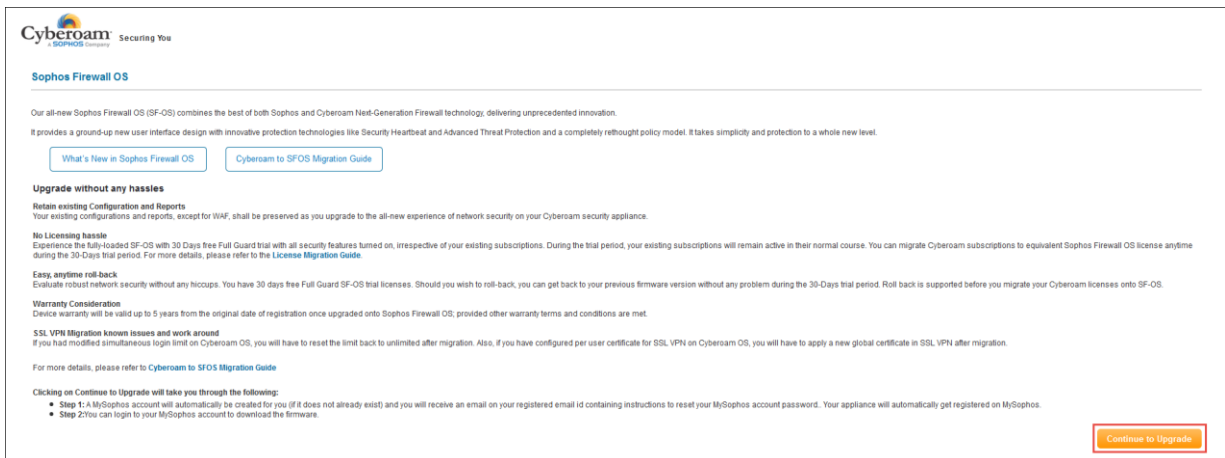 Cyberoam
a SOPHOS Company
Securing You
Sophos Firewall OS
Our all-new Sophos Firewall OS (SF-OS) combines the best of both Sophos and Cyberoam Next-Generation Firewall technology, delivering unprecedented innovation.
It provides a ground-up new user interface design with innovative protection technologies like Security Heartbeat and Advanced Threat Protection and a completely rethought policy model. It takes simplicity and protection to a whole new level.
What's New in Sophos Firewall OS
Cyberoam to SFOS Migration Guide
Upgrade without any hassles
Retain existing Configuration and Reports
Your existing configurations and reports, except for WAF, shall be preserved as you upgrade to the all-new experience of network security on your Cyberoam security appliance.
No Licensing hassle
Experience the fully-loaded SF-OS with 30 Days free Full Guard trial with all security features turned on, irrespective of your existing subscriptions. During the trial period, your existing subscriptions will remain active in their normal course. You can migrate Cyberoam subscriptions to equivalent Sophos Firewall OS license anytime
during the 30-Days trial period. For more details, please refer to the License Migration Guide.
Easy, anytime roll-back
Evaluate robust network security without any hiccups. You have 30 days free Full Guard SF-OS trial licenses. Should you wish to roll-back, you can get back to your previous firmware version without any problem during the 30-Days trial period. Roll back is supported before you migrate your Cyberoam licenses onto SF-OS.
Warranty Consideration
Device warranty will be valid up to 5 years from the original date of registration once upgraded onto Sophos Firewall OS; provided other warranty terms and conditions are met.
SSL VPN Migration known issues and work around
If you had modified simultaneous login limit on Cyberoam OS, you will have to reset the limit back to unlimited after migration. Also, if you have configured per user certificate for SSL VPN on Cyberoam OS, you will have to apply a new global certificate in SSL VPN after migration.
For more details, please refer to Cyberoam to SFOS Migration Guide
Clicking on Continue to Upgrade will take you through the following:
• Step 1: A MySophos account will automatically be created for you (if it does not already exist) and you will receive an email on your registered email id containing instructions to reset your MySophos account password.. Your appliance will automatically get registered on MySophos.
• Step 2:You can login to your MySophos account to download the firmware.
Continue to Upgrade